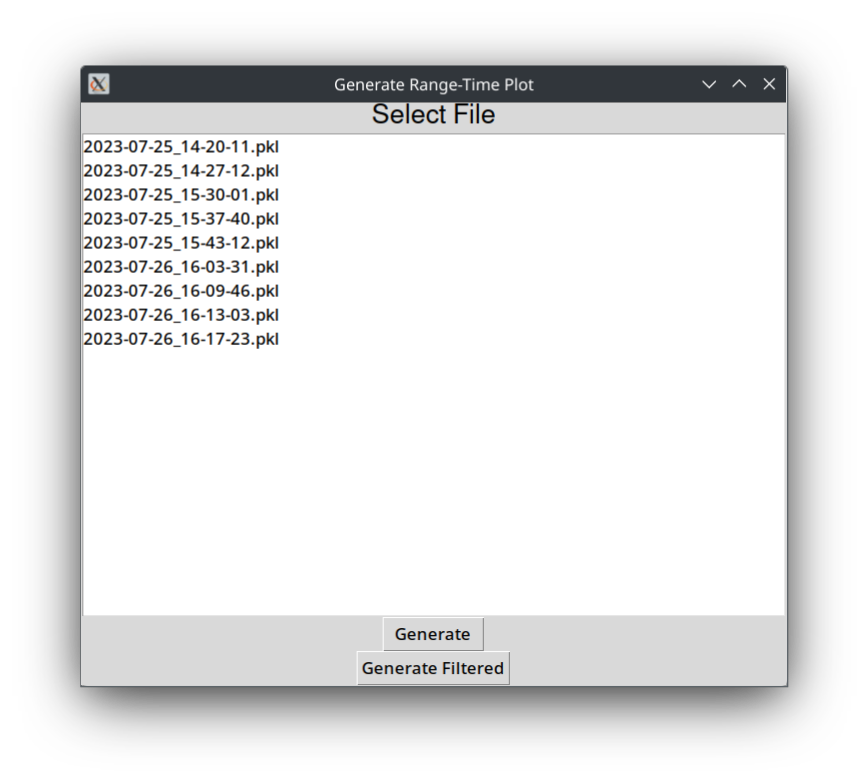 Generate Range-Time Plot
Select File
2023-07-25_14-20-11.pkl
2023-07-25_14-27-12.pkl
2023-07-25_15-30-01.pkl
2023-07-25_15-37-40.pkl
2023-07-25_15-43-12.pkl
2023-07-26_16-03-31.pkl
2023-07-26_16-09-46.pkl
2023-07-26_16-13-03.pkl
2023-07-26_16-17-23.pkl
Generate
Generate Filtered